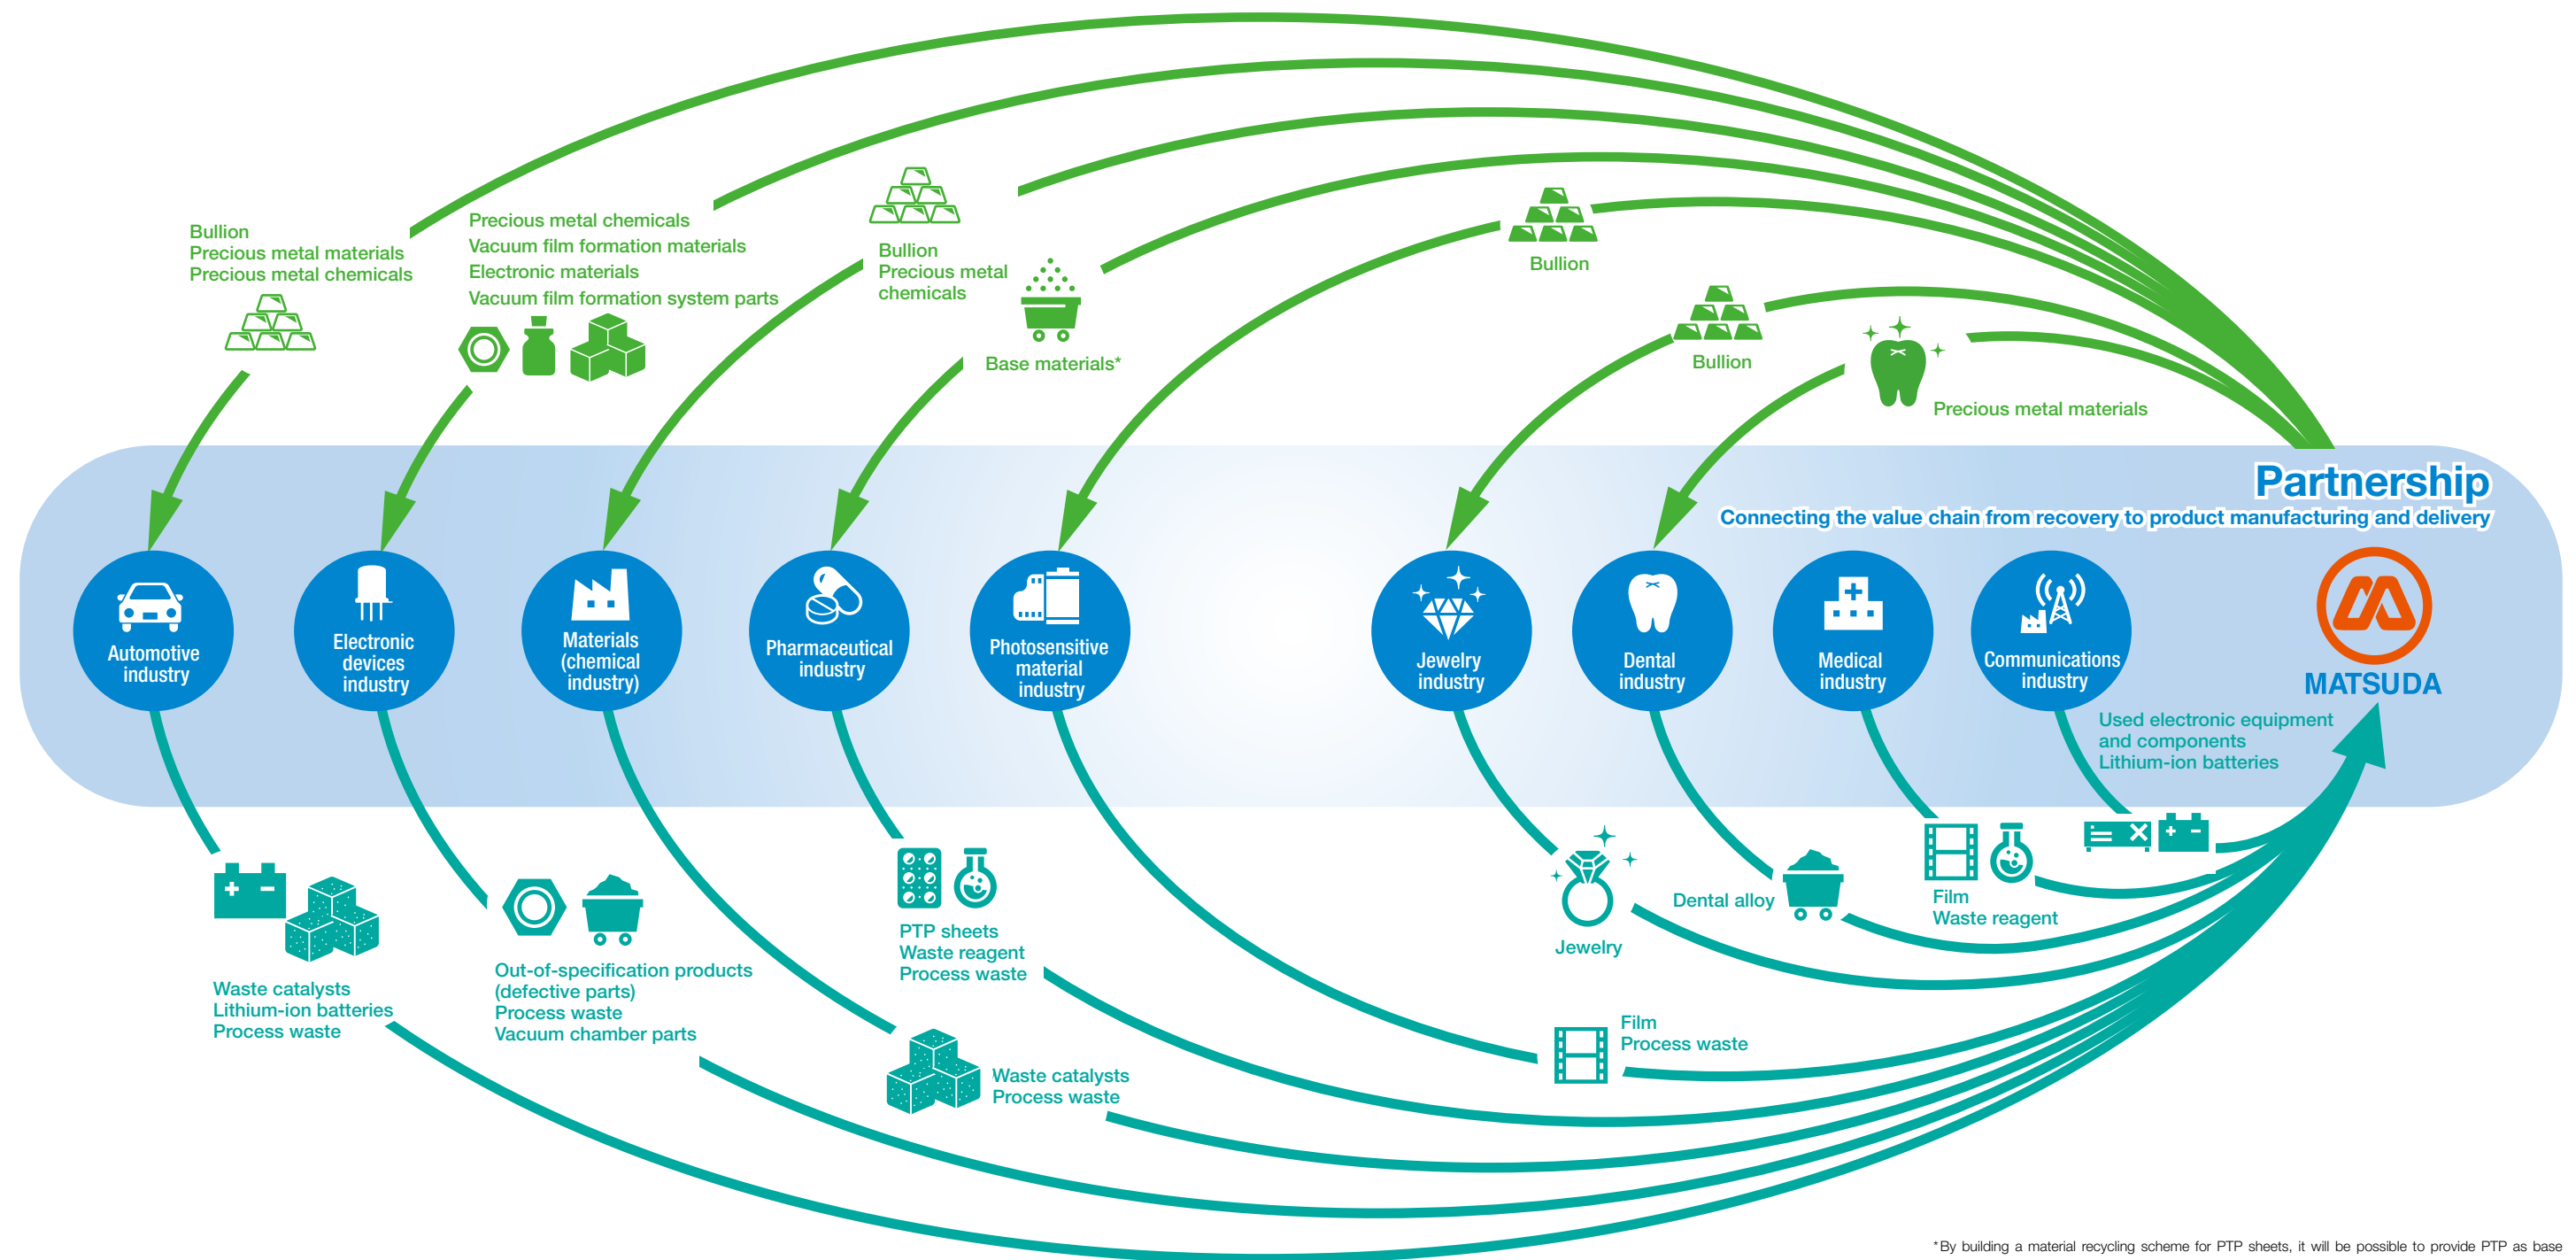 Bullion
Precious metal materials
Precious metal chemicals
Precious metal chemicals
Vacuum film formation materials
Electronic materials
Vacuum film formation system parts
Bullion
Precious metal
chemicals
Base materials*
Bullion
Bullion
Precious metal materials
Partnership
Connecting the value chain from recovery to product manufacturing and delivery
Automotive
industry
Electronic
devices
industry
Materials
(chemical
industry)
Pharmaceutical
industry
Photosensitive
material
industry
Jewelry
industry
Dental
industry
Medical
industry
Communications
industry
MATSUDA
Used electronic equipment
and components
Lithium-ion batteries
Waste catalysts
Lithium-ion batteries
Process waste
Out-of-specification products
(defective parts)
Process waste
Vacuum chamber parts
PTP sheets
Waste reagent
Process waste
Waste catalysts
Process waste
Film
Process waste
Jewelry
Dental alloy
Film
Waste reagent
*By building a material recycling scheme for PTP sheets, it will be possible to provide PTP as base